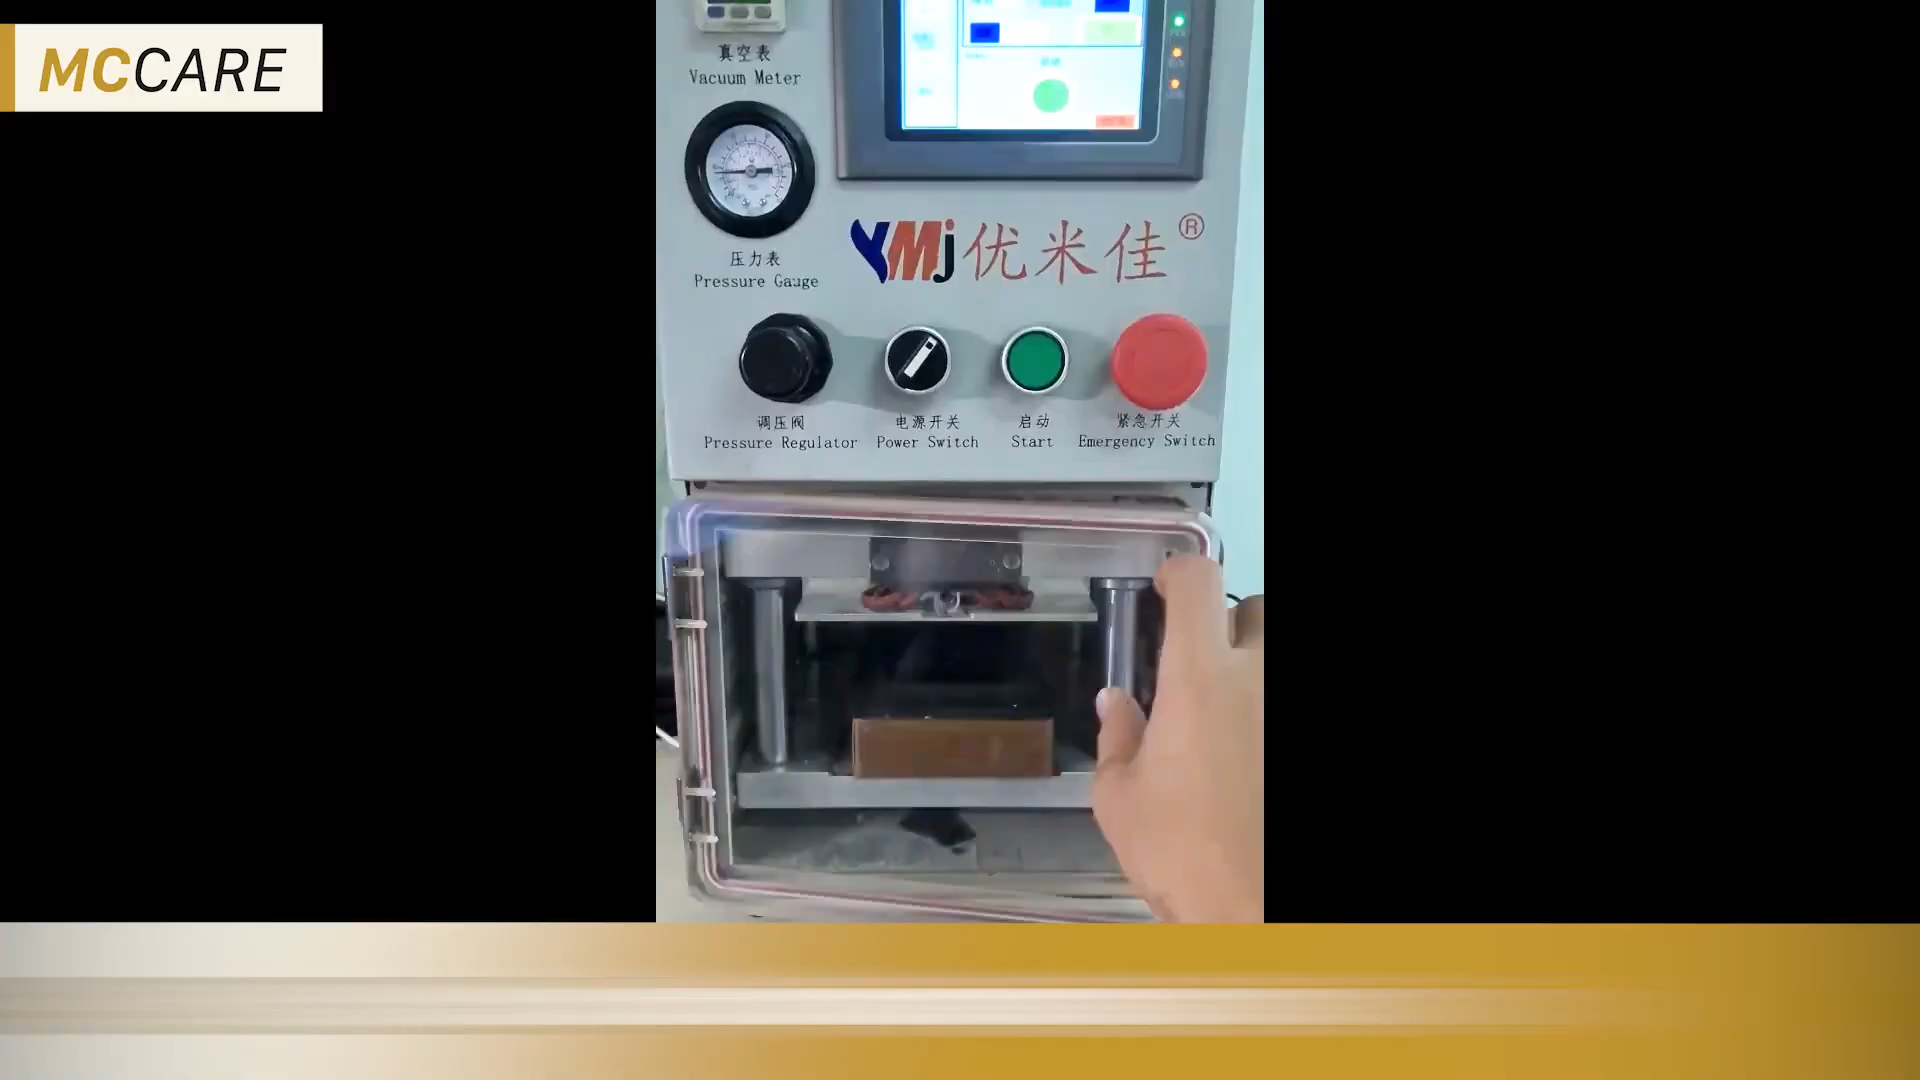 MCCARE
真空表
Vacuum Meter
压力表
Pressure Gauge
YMj优米佳®
调压阀
Pressure Regulator
电源开关
Power Switch
启动
Start
紧急开关
Emergency Switch